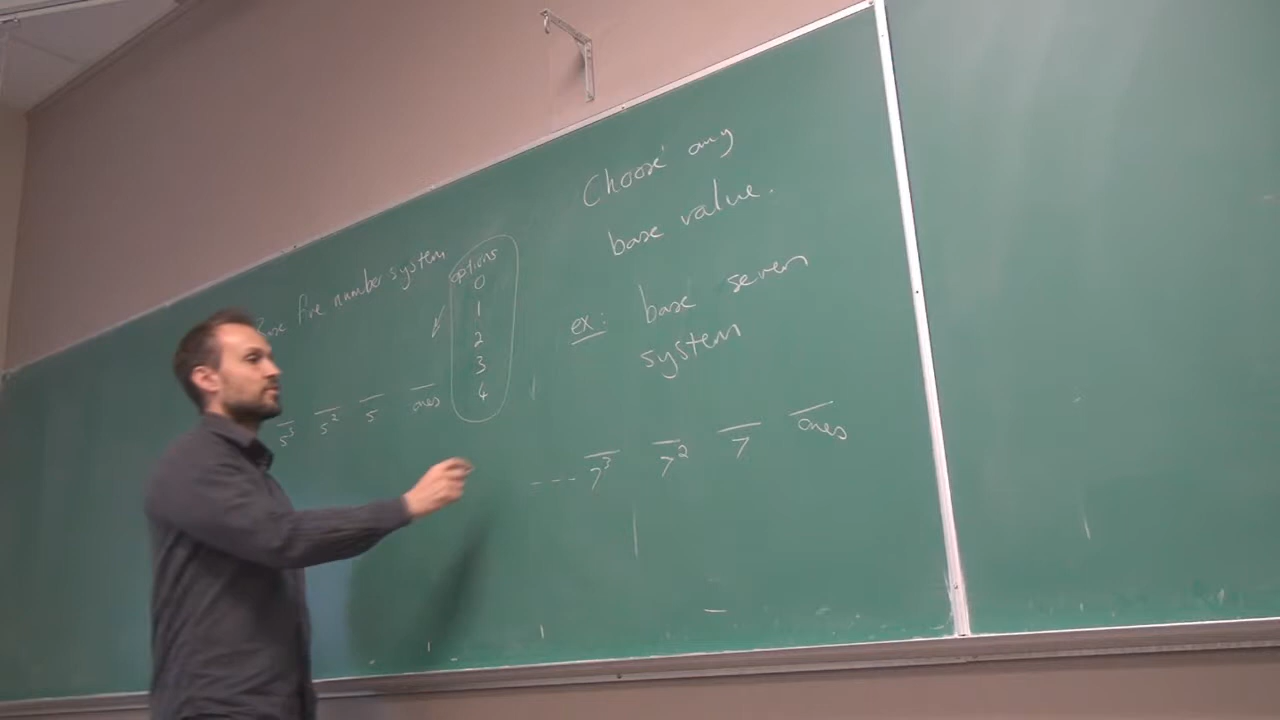 Base five number system
options
0
1
2
3
4
5³ 5² 5 ones
Choose any
base value.
ex: base seven
system
---- 7³ 7² 7 ones